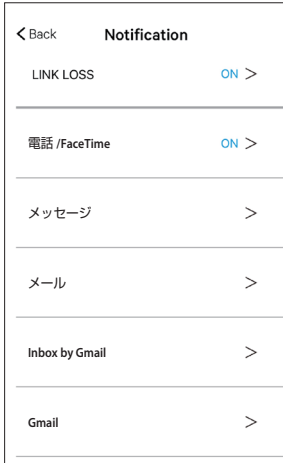 Back Notification
LINK LOSS ON >
電話 /FaceTime ON >
メッセージ >
メール >
Inbox by Gmail >
Gmail >